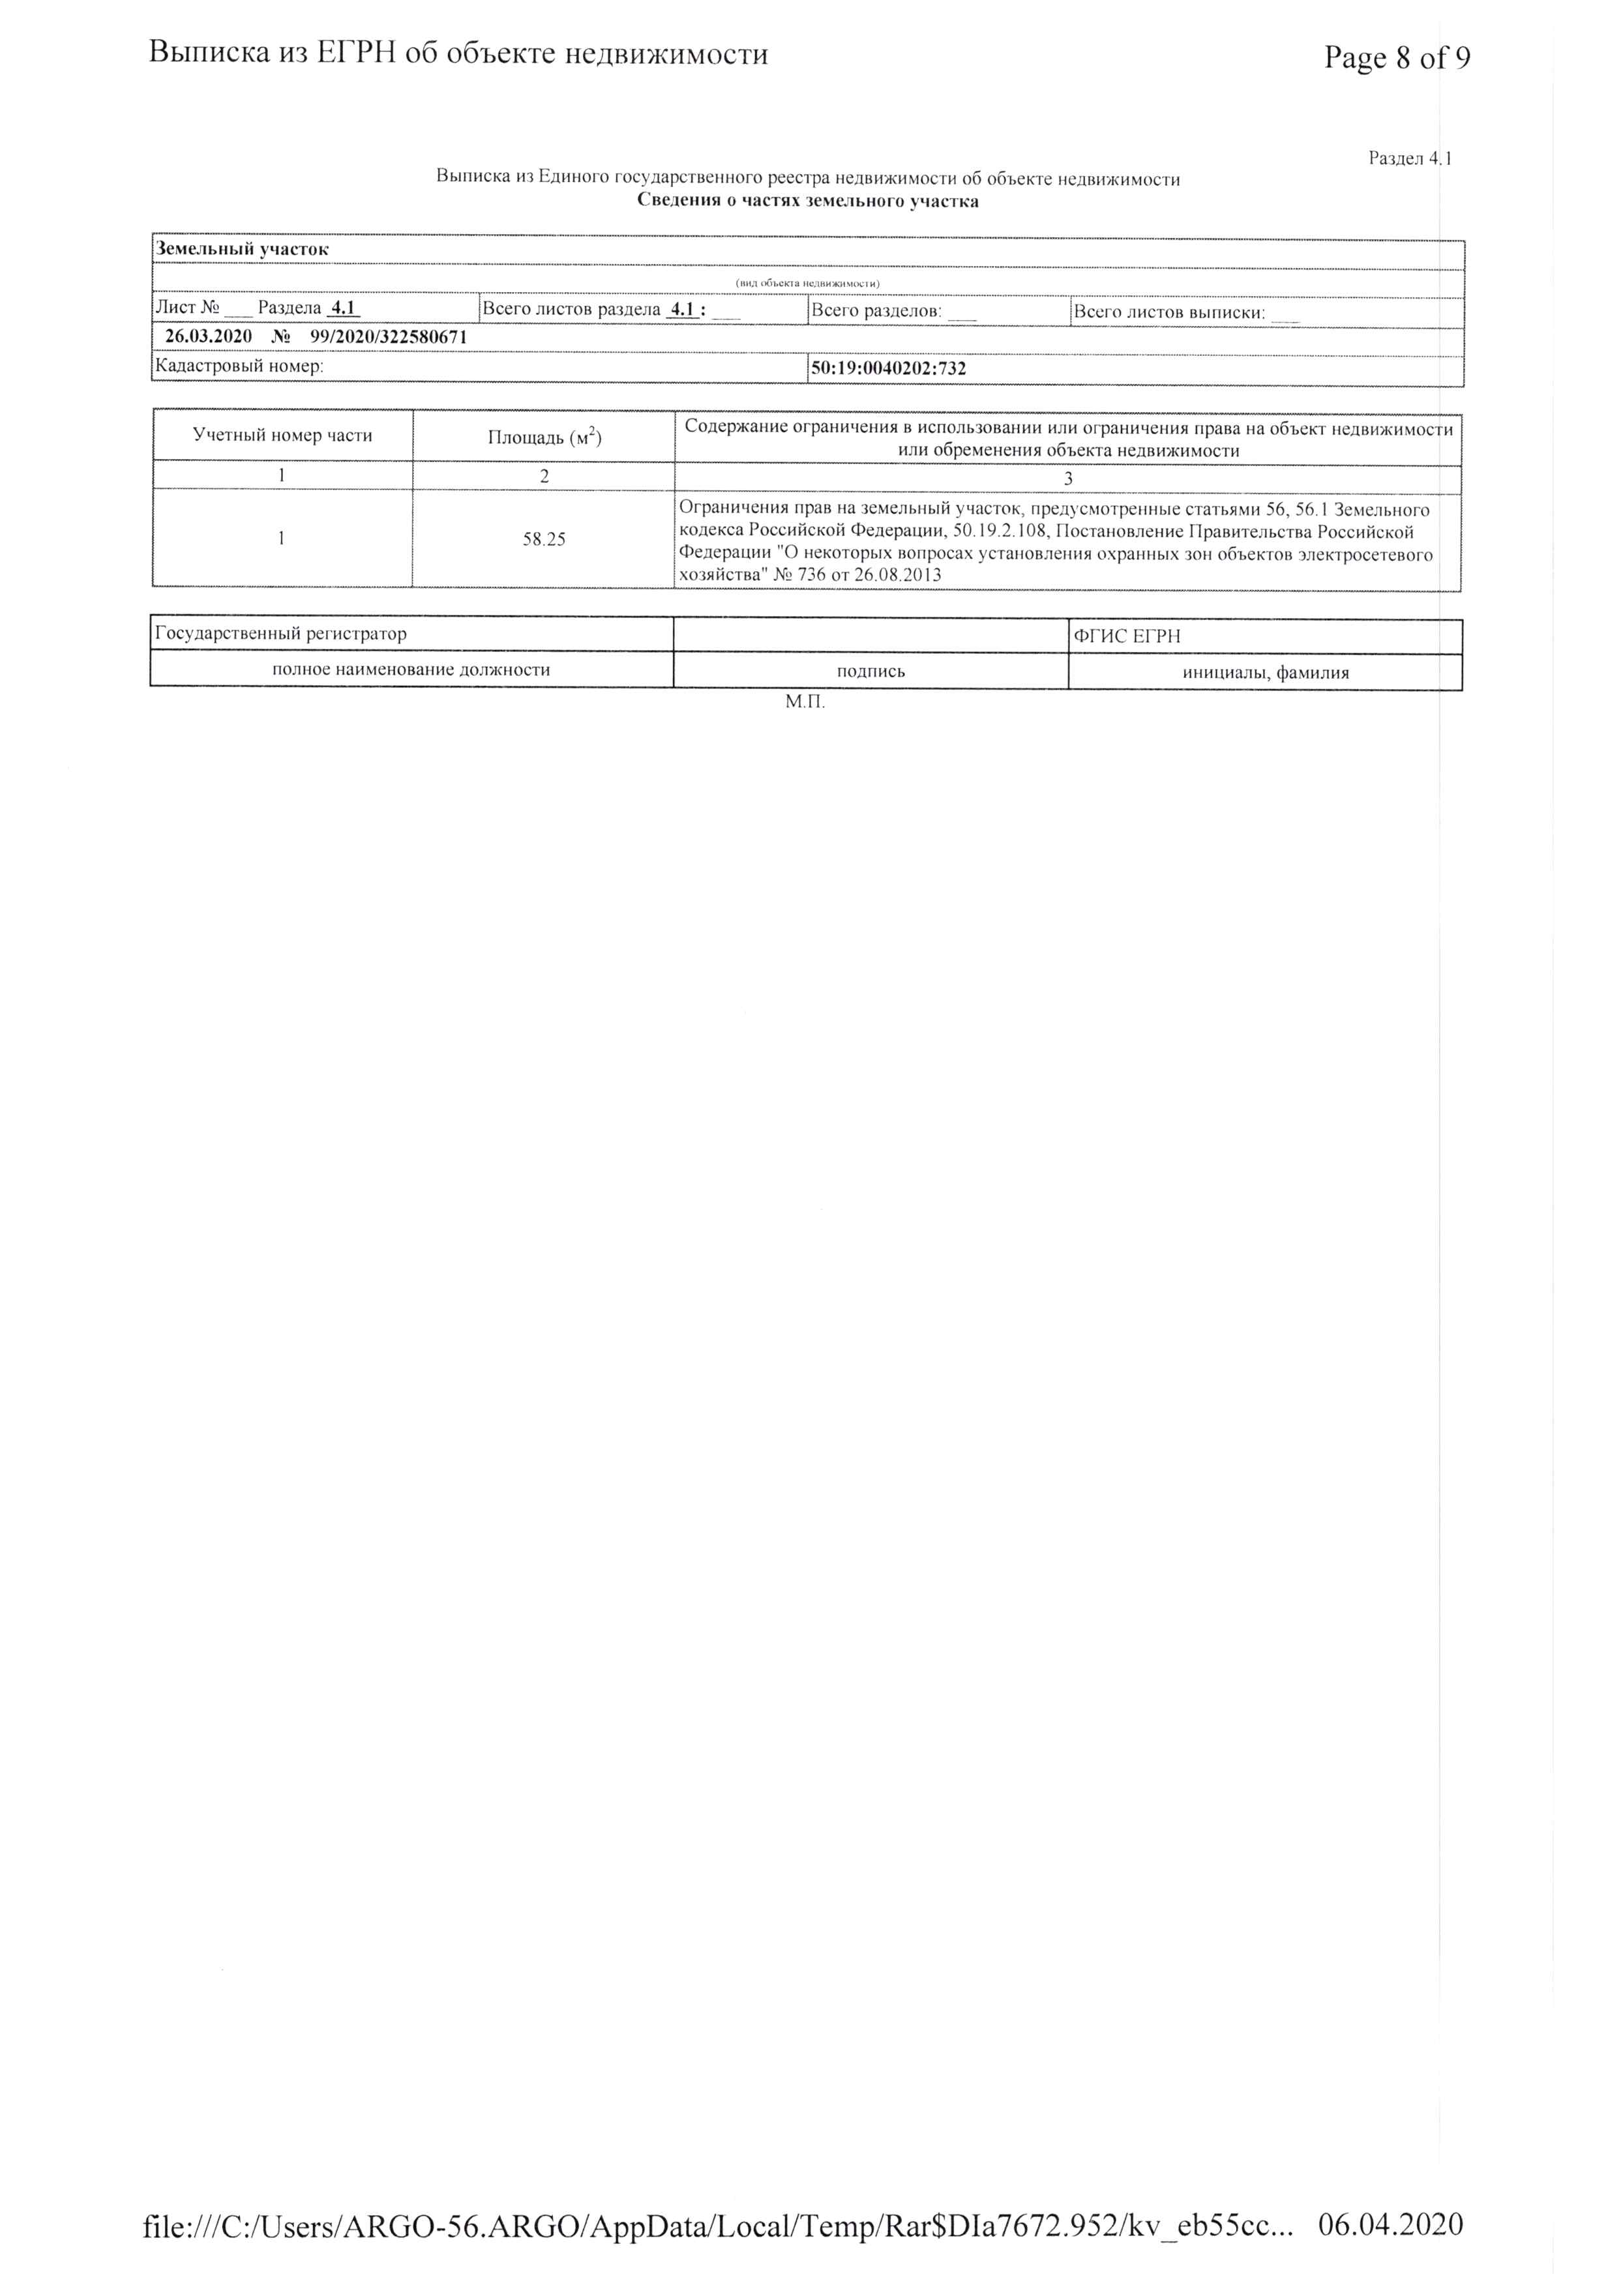 Выписка из ЕГРН об объекте недвижимости Page 8 of 9
Раздел 4.1
Выписка из Единого государственного реестра недвижимости об объекте недвижимости
Сведения о частях земельного участка
Земельный участок
(вид объекта недвижимости)
Лист № ___ Раздела 4.1 Всего листов раздела 4.1 : ___ Всего разделов: ___ Всего листов выписки: ___
26.03.2020 № 99/2020/322580671
Кадастровый номер: 50:19:0040202:732
Учетный номер части Площадь (м²) Содержание ограничения в использовании или ограничения права на объект недвижимости
или обременения объекта недвижимости
1 2 3
1 58.25 Ограничения прав на земельный участок, предусмотренные статьями 56, 56.1 Земельного
кодекса Российской Федерации, 50.19.2.108, Постановление Правительства Российской
Федерации "О некоторых вопросах установления охранных зон объектов электросетевого
хозяйства" № 736 от 26.08.2013
Государственный регистратор ФГИС ЕГРН
полное наименование должности подпись инициалы, фамилия
М.П.
file:///C:/Users/ARGO-56.ARGO/AppData/Local/Temp/Rar$DIa7672.952/kv_eb55cc... 06.04.2020